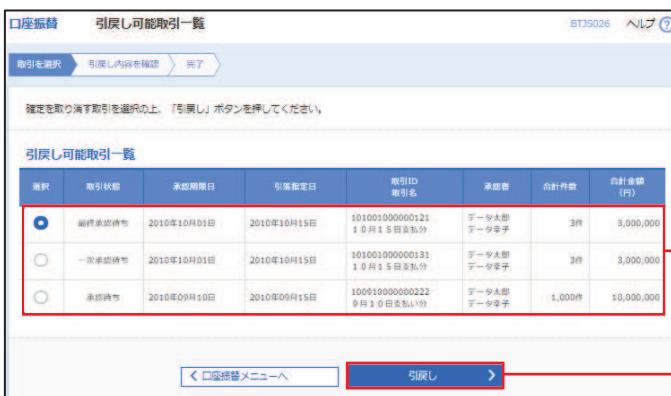 口座振替 引戻し可能取引一覧 BTJS026 ヘルプ ?
取引を選択 引戻し内容を確認 完了
確定を取り消す取引を選択の上、「引戻し」ボタンを押してください。
引戻し可能取引一覧
選択 取引状態 承認期限日 引落指定日 取引ID 承認者 合計件数 合計金額
取引名 (円)
最終承認待ち 2010年10月01日 2010年10月15日 101001000000121 データ太郎 3件 3,000,000
10月15日支払分 データ幸子
一次承認待ち 2010年10月01日 2010年10月15日 101001000000131 データ太郎 3件 3,000,000
10月15日支払分 データ幸子
承認待ち 2010年09月10日 2010年09月15日 100910000000222 データ太郎 1,000件 10,000,000
9月10日支払い分 データ幸子
口座振替メニューへ 引戻し